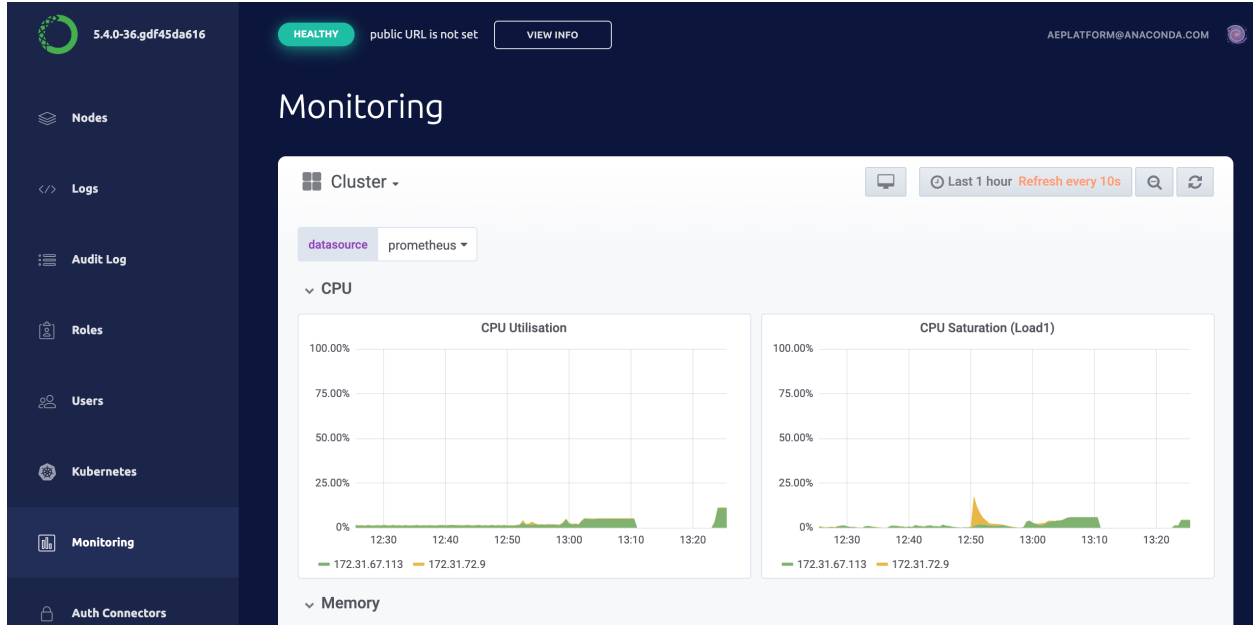 5.4.0-36.gdf45da616
HEALTHY public URL is not set VIEW INFO
AEPLATFORM@ANACONDA.COM
Nodes
Logs
Audit Log
Roles
Users
Kubernetes
Monitoring
Auth Connectors
Monitoring
Cluster
Last 1 hour Refresh every 10s
datasource prometheus
CPU
CPU Utilisation
100.00%
75.00%
50.00%
25.00%
0%
12:30 12:40 12:50 13:00 13:10 13:20
172.31.67.113 172.31.72.9
CPU Saturation (Load1)
100.00%
75.00%
50.00%
25.00%
0%
12:30 12:40 12:50 13:00 13:10 13:20
172.31.67.113 172.31.72.9
Memory